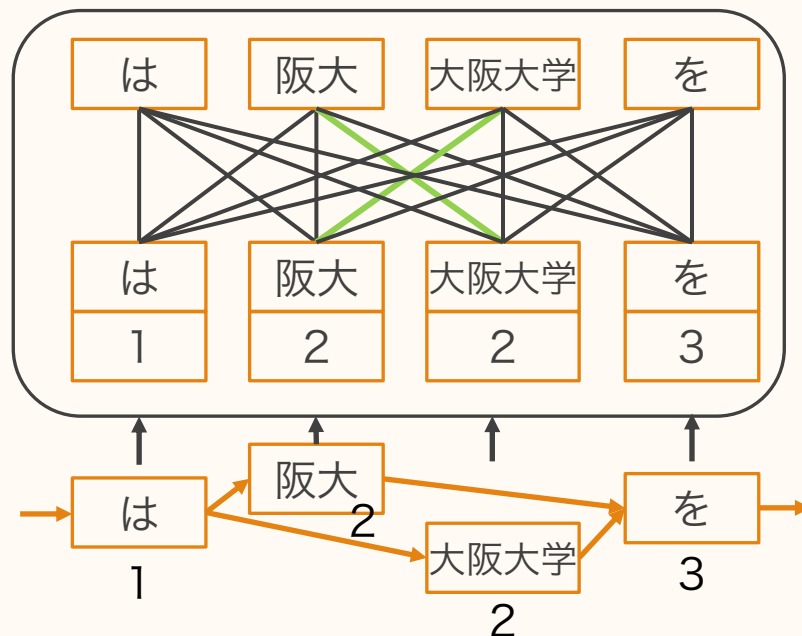 は 阪大 大阪大学 を
は 阪大 大阪大学 を
1 2 2 3
阪大
は を
2
大阪大学
1 3
2